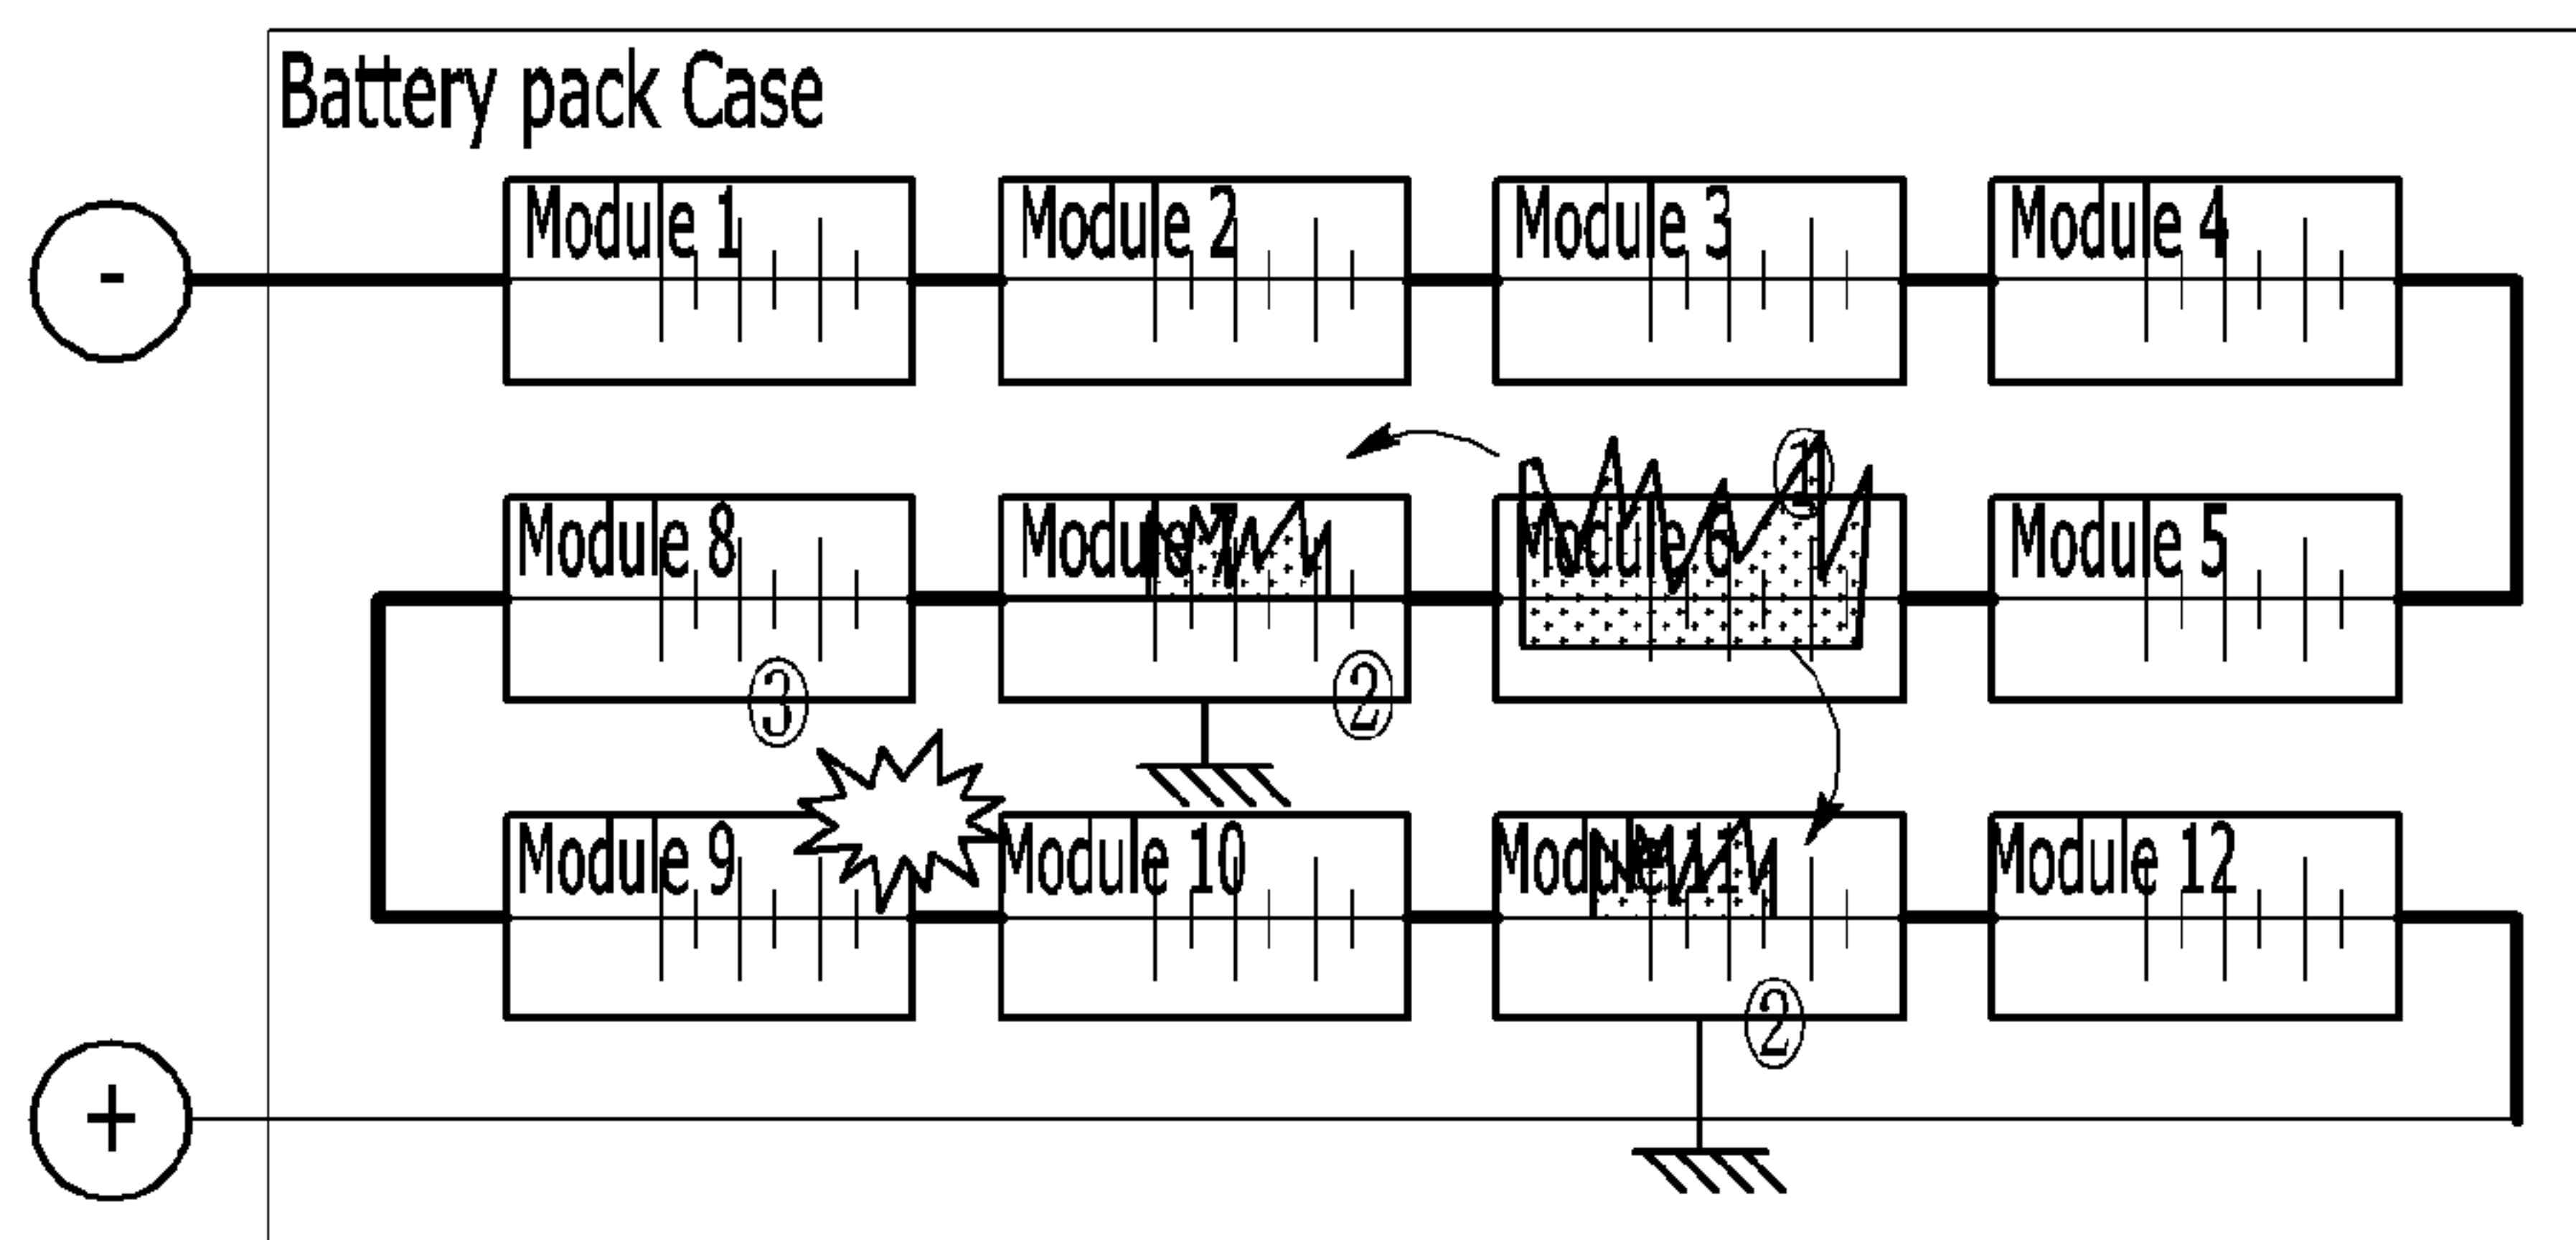 Battery pack Case
Module 1
Module 2
Module 3
Module 4
-
①
Module 8
Module 7
Module 6
Module 5
③
②
Module 9
Module 10
Module 11
Module 12
②
+